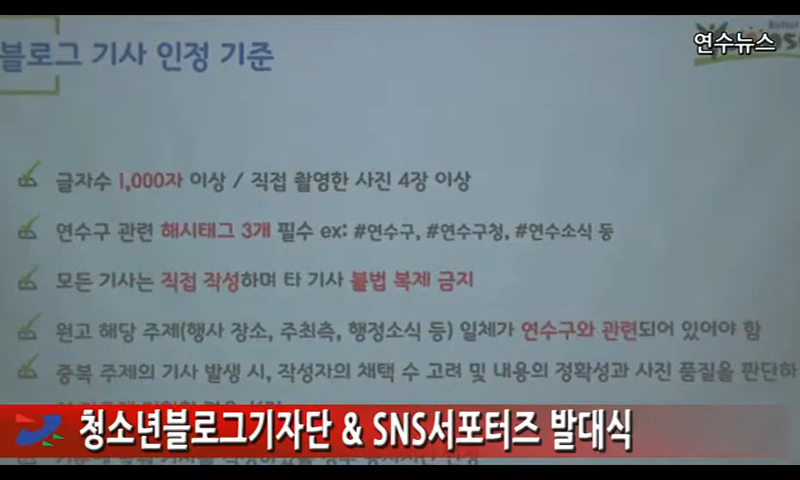 연수뉴스
블로그 기사 인정 기준
글자수 1,000자 이상 / 직접 촬영한 사진 4장 이상
연수구 관련 해시태그 3개 필수 ex: #연수구, #연수구청, #연수소식 등
모든 기사는 직접 작성하며 타 기사 불법 복제 금지
원고 해당 주제(행사 장소, 주최측, 행정소식 등) 일체가 연수구와 관련되어 있어야 함
중복 주제의 기사 발생 시, 작성자의 채택 수 고려 및 내용의 정확성과 사진 품질을 판단하
청소년블로그기자단 & SNS서포터즈 발대식